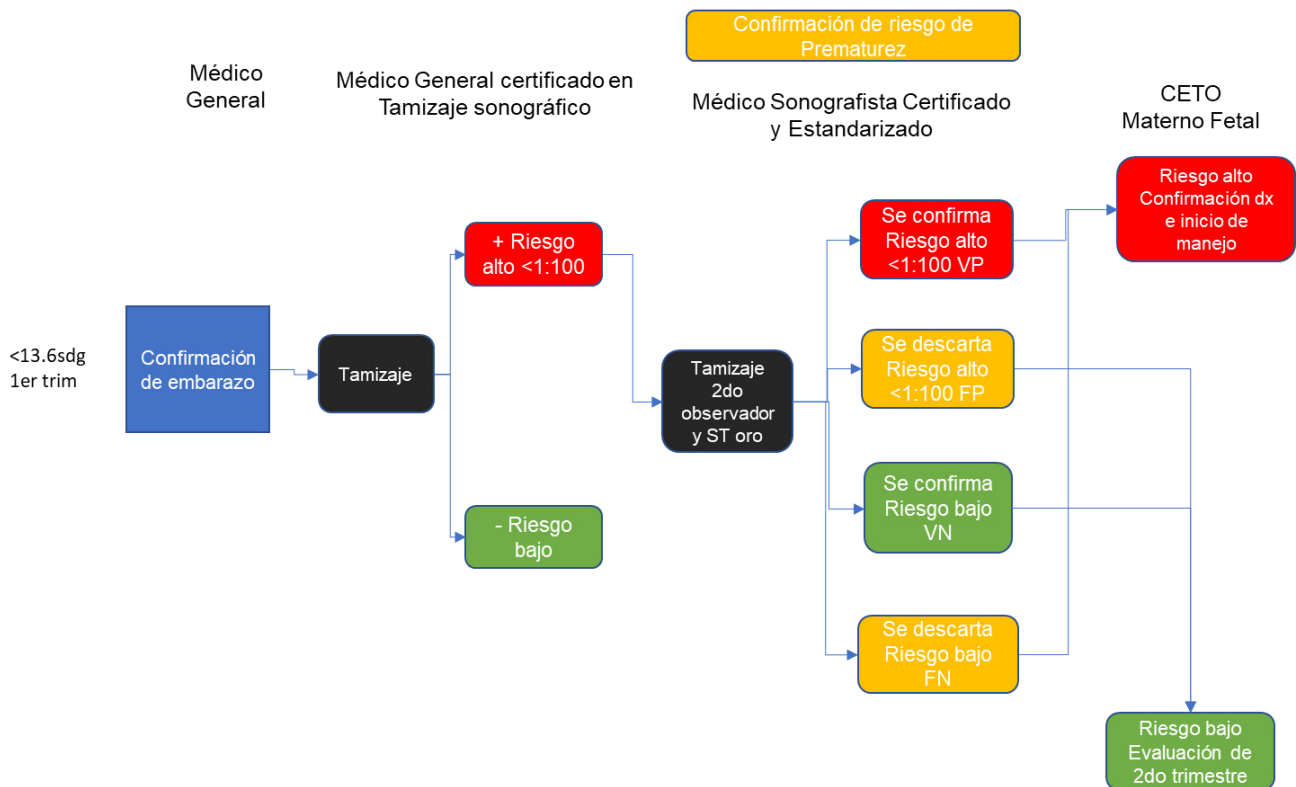 Confirmación de riesgo de
Prematurez
Médico
General
Médico General certificado en
Tamizaje sonográfico
Médico Sonografista Certificado
y Estandarizado
CETO
Materno Fetal
<13.6sdg
1er trim
Confirmación
de embarazo
Tamizaje
+ Riesgo
alto <1:100
- Riesgo
bajo
Tamizaje
2do
observador
y ST oro
Se confirma
Riesgo alto
<1:100 VP
Se descarta
Riesgo alto
<1:100 FP
Se confirma
Riesgo bajo
VN
Se descarta
Riesgo bajo
FN
Riesgo alto
Confirmación dx
e inicio de
manejo
Riesgo bajo
Evaluación de
2do trimestre